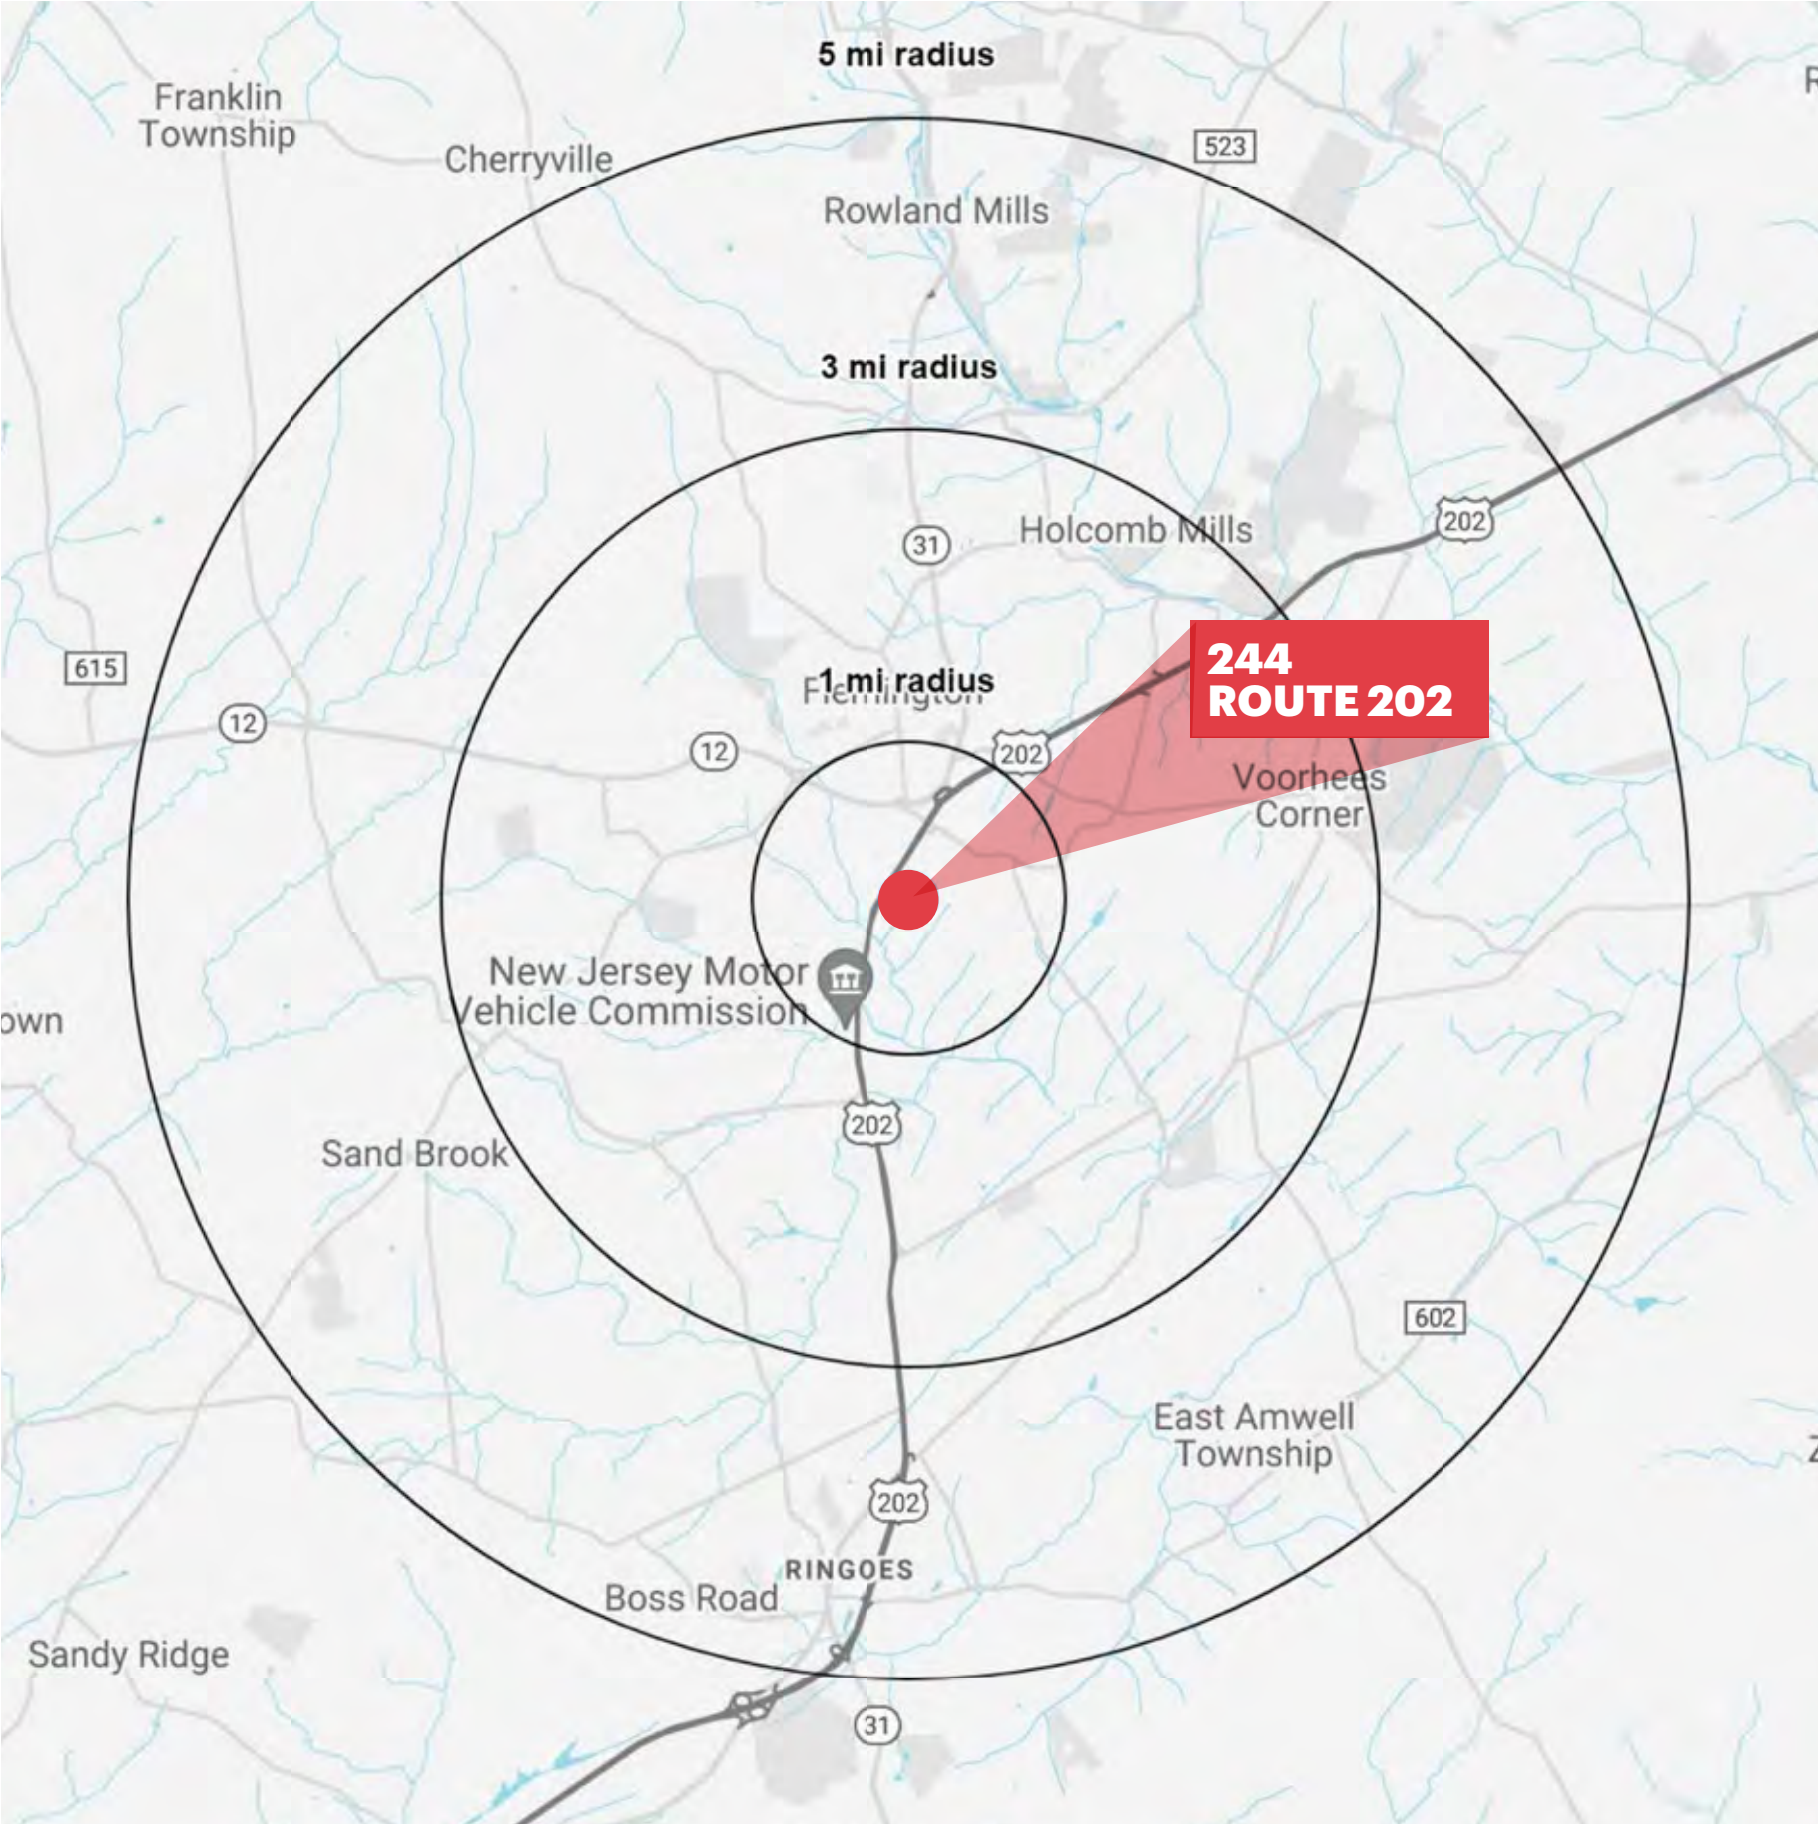 5 mi radius
Franklin
Township
Cherryville
523
Rowland Mills
3 mi radius
31
Holcomb Mills
202
244
ROUTE 202
615
1 mi radius
Flemington
12
12
202
Voorhees
Corner
New Jersey Motor
Vehicle Commission
own
202
Sand Brook
602
East Amwell
Township
202
RINGOES
Boss Road
Sandy Ridge
31